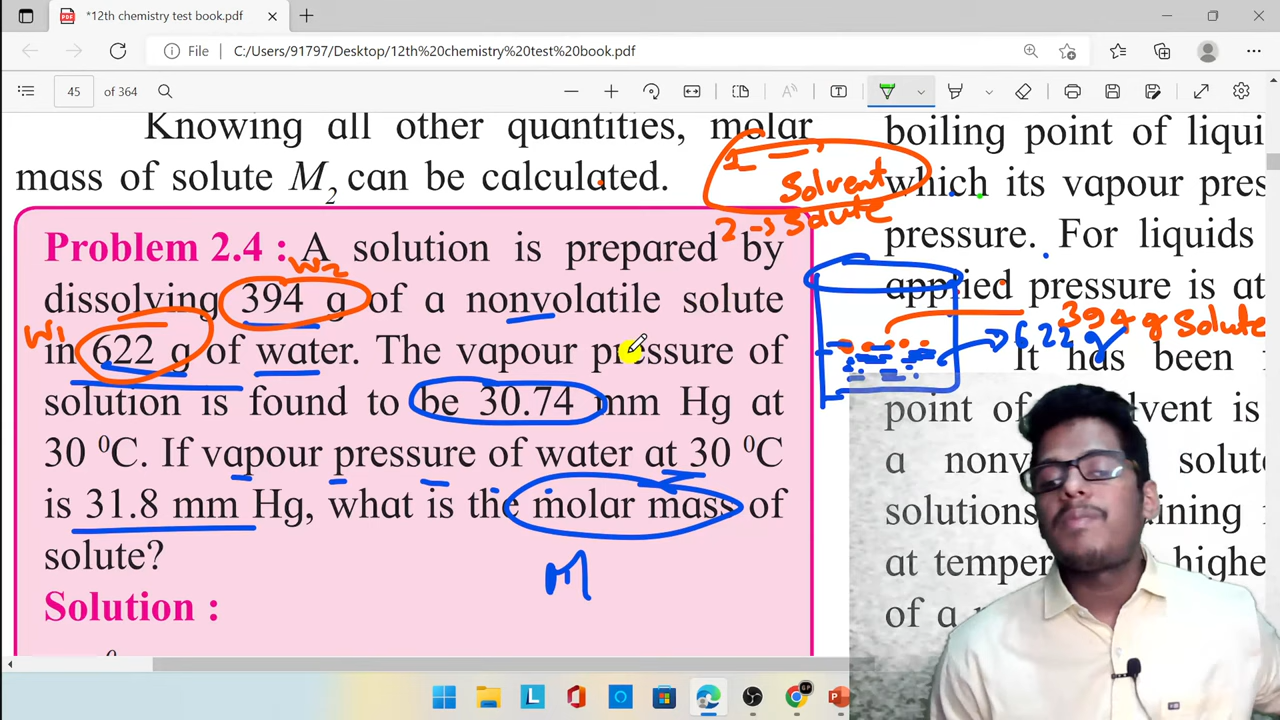 *12th chemistry test book.pdf
File
C:/Users/91797/Desktop/12th%20chemistry%20test%20book.pdf
45 of 364
Knowing all other quantities, molar
mass of solute M2 can be calculated.
Problem 2.4 : A solution is prepared by
dissolving 394 g of a nonvolatile solute
in 622 g of water. The vapour pressure of
solution is found to be 30.74 mm Hg at
30 ⁰C. If vapour pressure of water at 30 ⁰C
is 31.8 mm Hg, what is the molar mass of
solute?
Solution :
W2
W1
M
1 → Solvent
2 → Solute
394 g Solute
622 g
boiling point of liqui
which its vapour pres
pressure. For liquids
applied pressure is at
It has been
point of
a nonv solut
solutions
at temper highe
of a